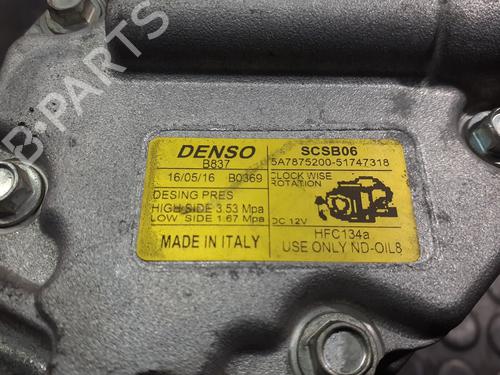 DENSO
B837
16/05/16 B0369
DESING PRES
HIGH SIDE 3.53 Mpa
LOW SIDE 1.67 Mpa
MADE IN ITALY
SCSB06
5A7875200-51747318
CLOCK WISE
ROTATION
DC 12V
HFC134a
USE ONLY ND-OIL8
B-PARTS